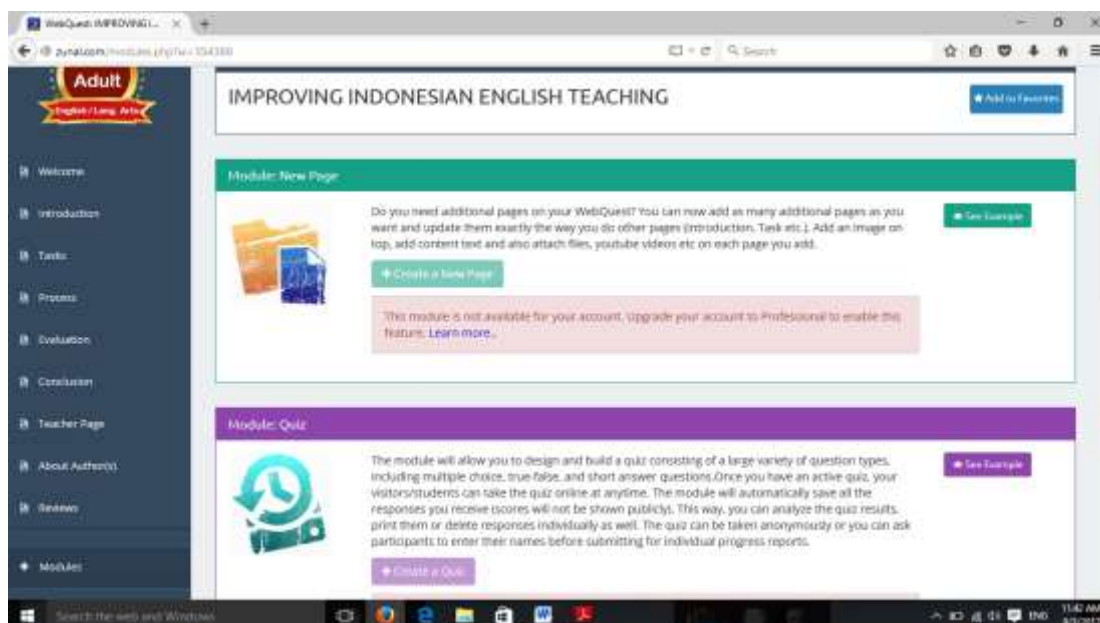 WebQuest: IMPROVING I...
zunal.com/modules.php?w=
Search
Adult
English / Lang. Arts
IMPROVING INDONESIAN ENGLISH TEACHING
Add to Favorites
Welcome
Introduction
Tasks
Process
Evaluation
Conclusion
Teacher Page
About Author(s)
Reviews
Modules
Module: New Page
Do you need additional pages on your WebQuest? You can now add as many additional pages as you
want and update them exactly the way you do other pages (Introduction, Task etc.). Add an image on
top, add content text and also attach files, youtube videos etc on each page you add.
See Example
Create a New Page
This module is not available for your account. Upgrade your account to Professional to enable this
feature. Learn more..
Module: Quiz
The module will allow you to design and build a quiz consisting of a large variety of question types,
including multiple choice, true-false, and short answer questions.Once you have an active quiz, your
visitors/students can take the quiz online at anytime. The module will automatically save all the
responses you receive (scores will not be shown publicly). This way, you can analyze the quiz results,
print them or delete responses individually as well. The quiz can be taken anonymously or you can ask
participants to enter their names before submitting for individual progress reports.
See Example
Create a Quiz
Search the web and Windows
ING
11:42 AM